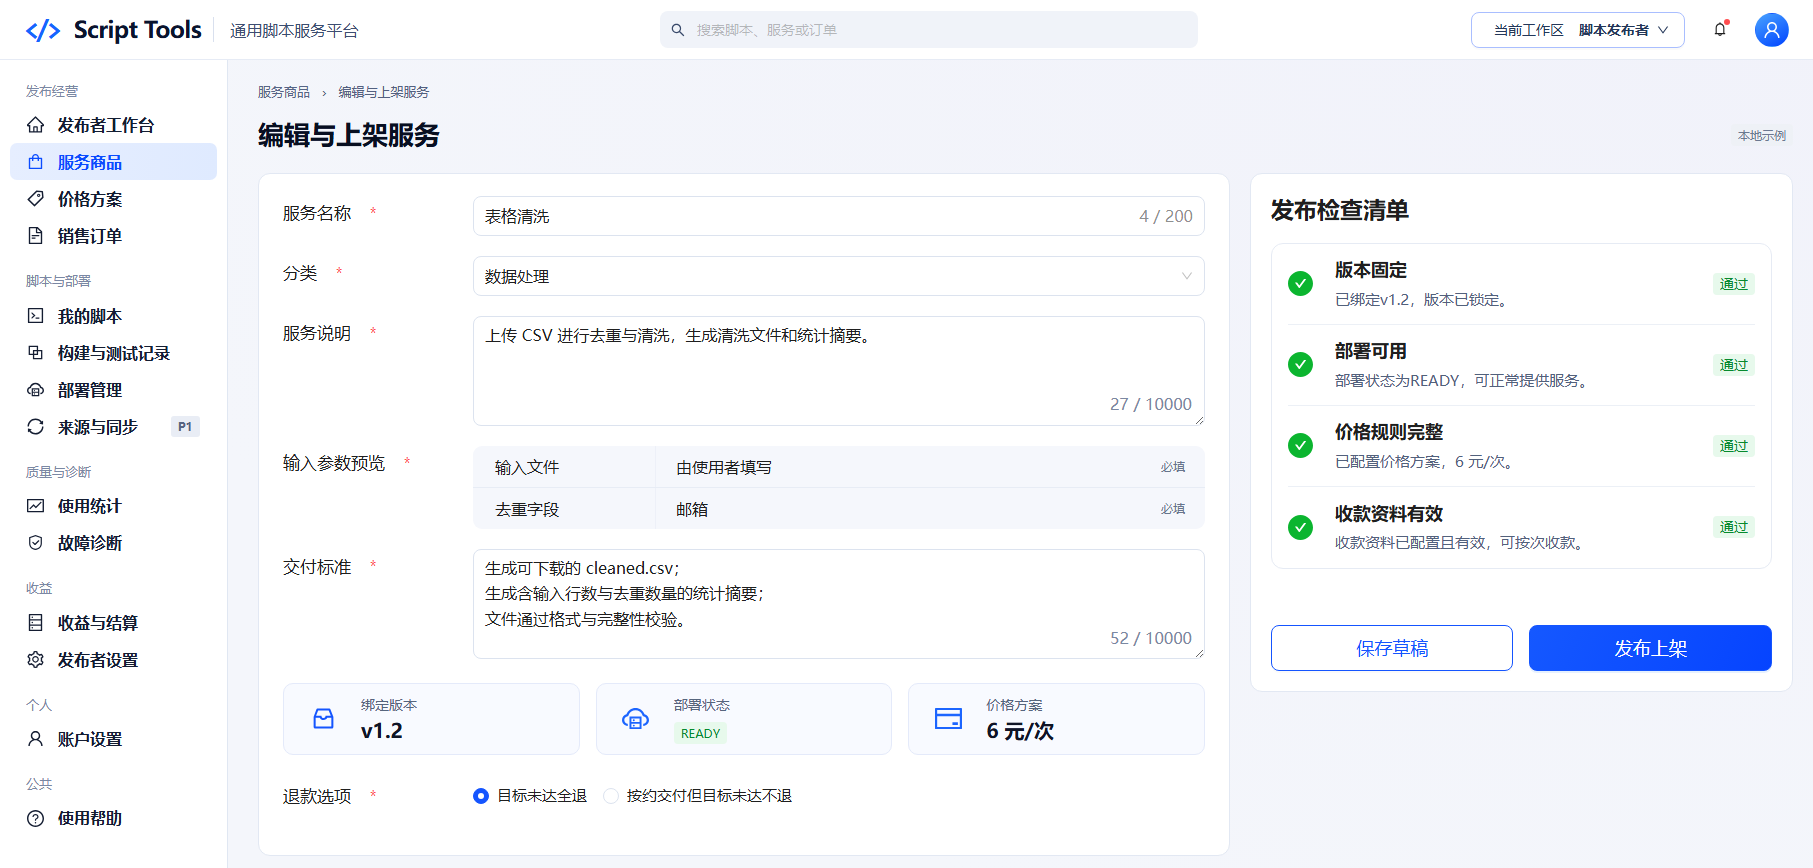 </> Script Tools
通用脚本服务平台
搜索脚本、服务或订单
当前工作区 脚本发布者
发布经营
发布者工作台
服务商品
价格方案
销售订单
脚本与部署
我的脚本
构建与测试记录
部署管理
来源与同步 P1
质量与诊断
使用统计
故障诊断
收益
收益与结算
发布者设置
个人
账户设置
公共
使用帮助
服务商品 › 编辑与上架服务
编辑与上架服务
本地示例
服务名称 *
表格清洗 4 / 200
分类 *
数据处理
服务说明 *
上传 CSV 进行去重与清洗，生成清洗文件和统计摘要。
27 / 10000
输入参数预览 *
输入文件 由使用者填写 必填
去重字段 邮箱 必填
交付标准 *
生成可下载的 cleaned.csv；
生成含输入行数与去重数量的统计摘要；
文件通过格式与完整性校验。
52 / 10000
绑定版本
v1.2
部署状态
READY
价格方案
6 元/次
退款选项 *
目标未达全退 按约交付但目标未达不退
发布检查清单
版本固定
已绑定v1.2，版本已锁定。
通过
部署可用
部署状态为READY，可正常提供服务。
通过
价格规则完整
已配置价格方案，6 元/次。
通过
收款资料有效
收款资料已配置且有效，可按次收款。
通过
保存草稿
发布上架